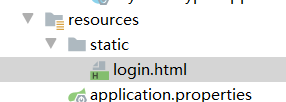 resources
static
login.html
application.properties